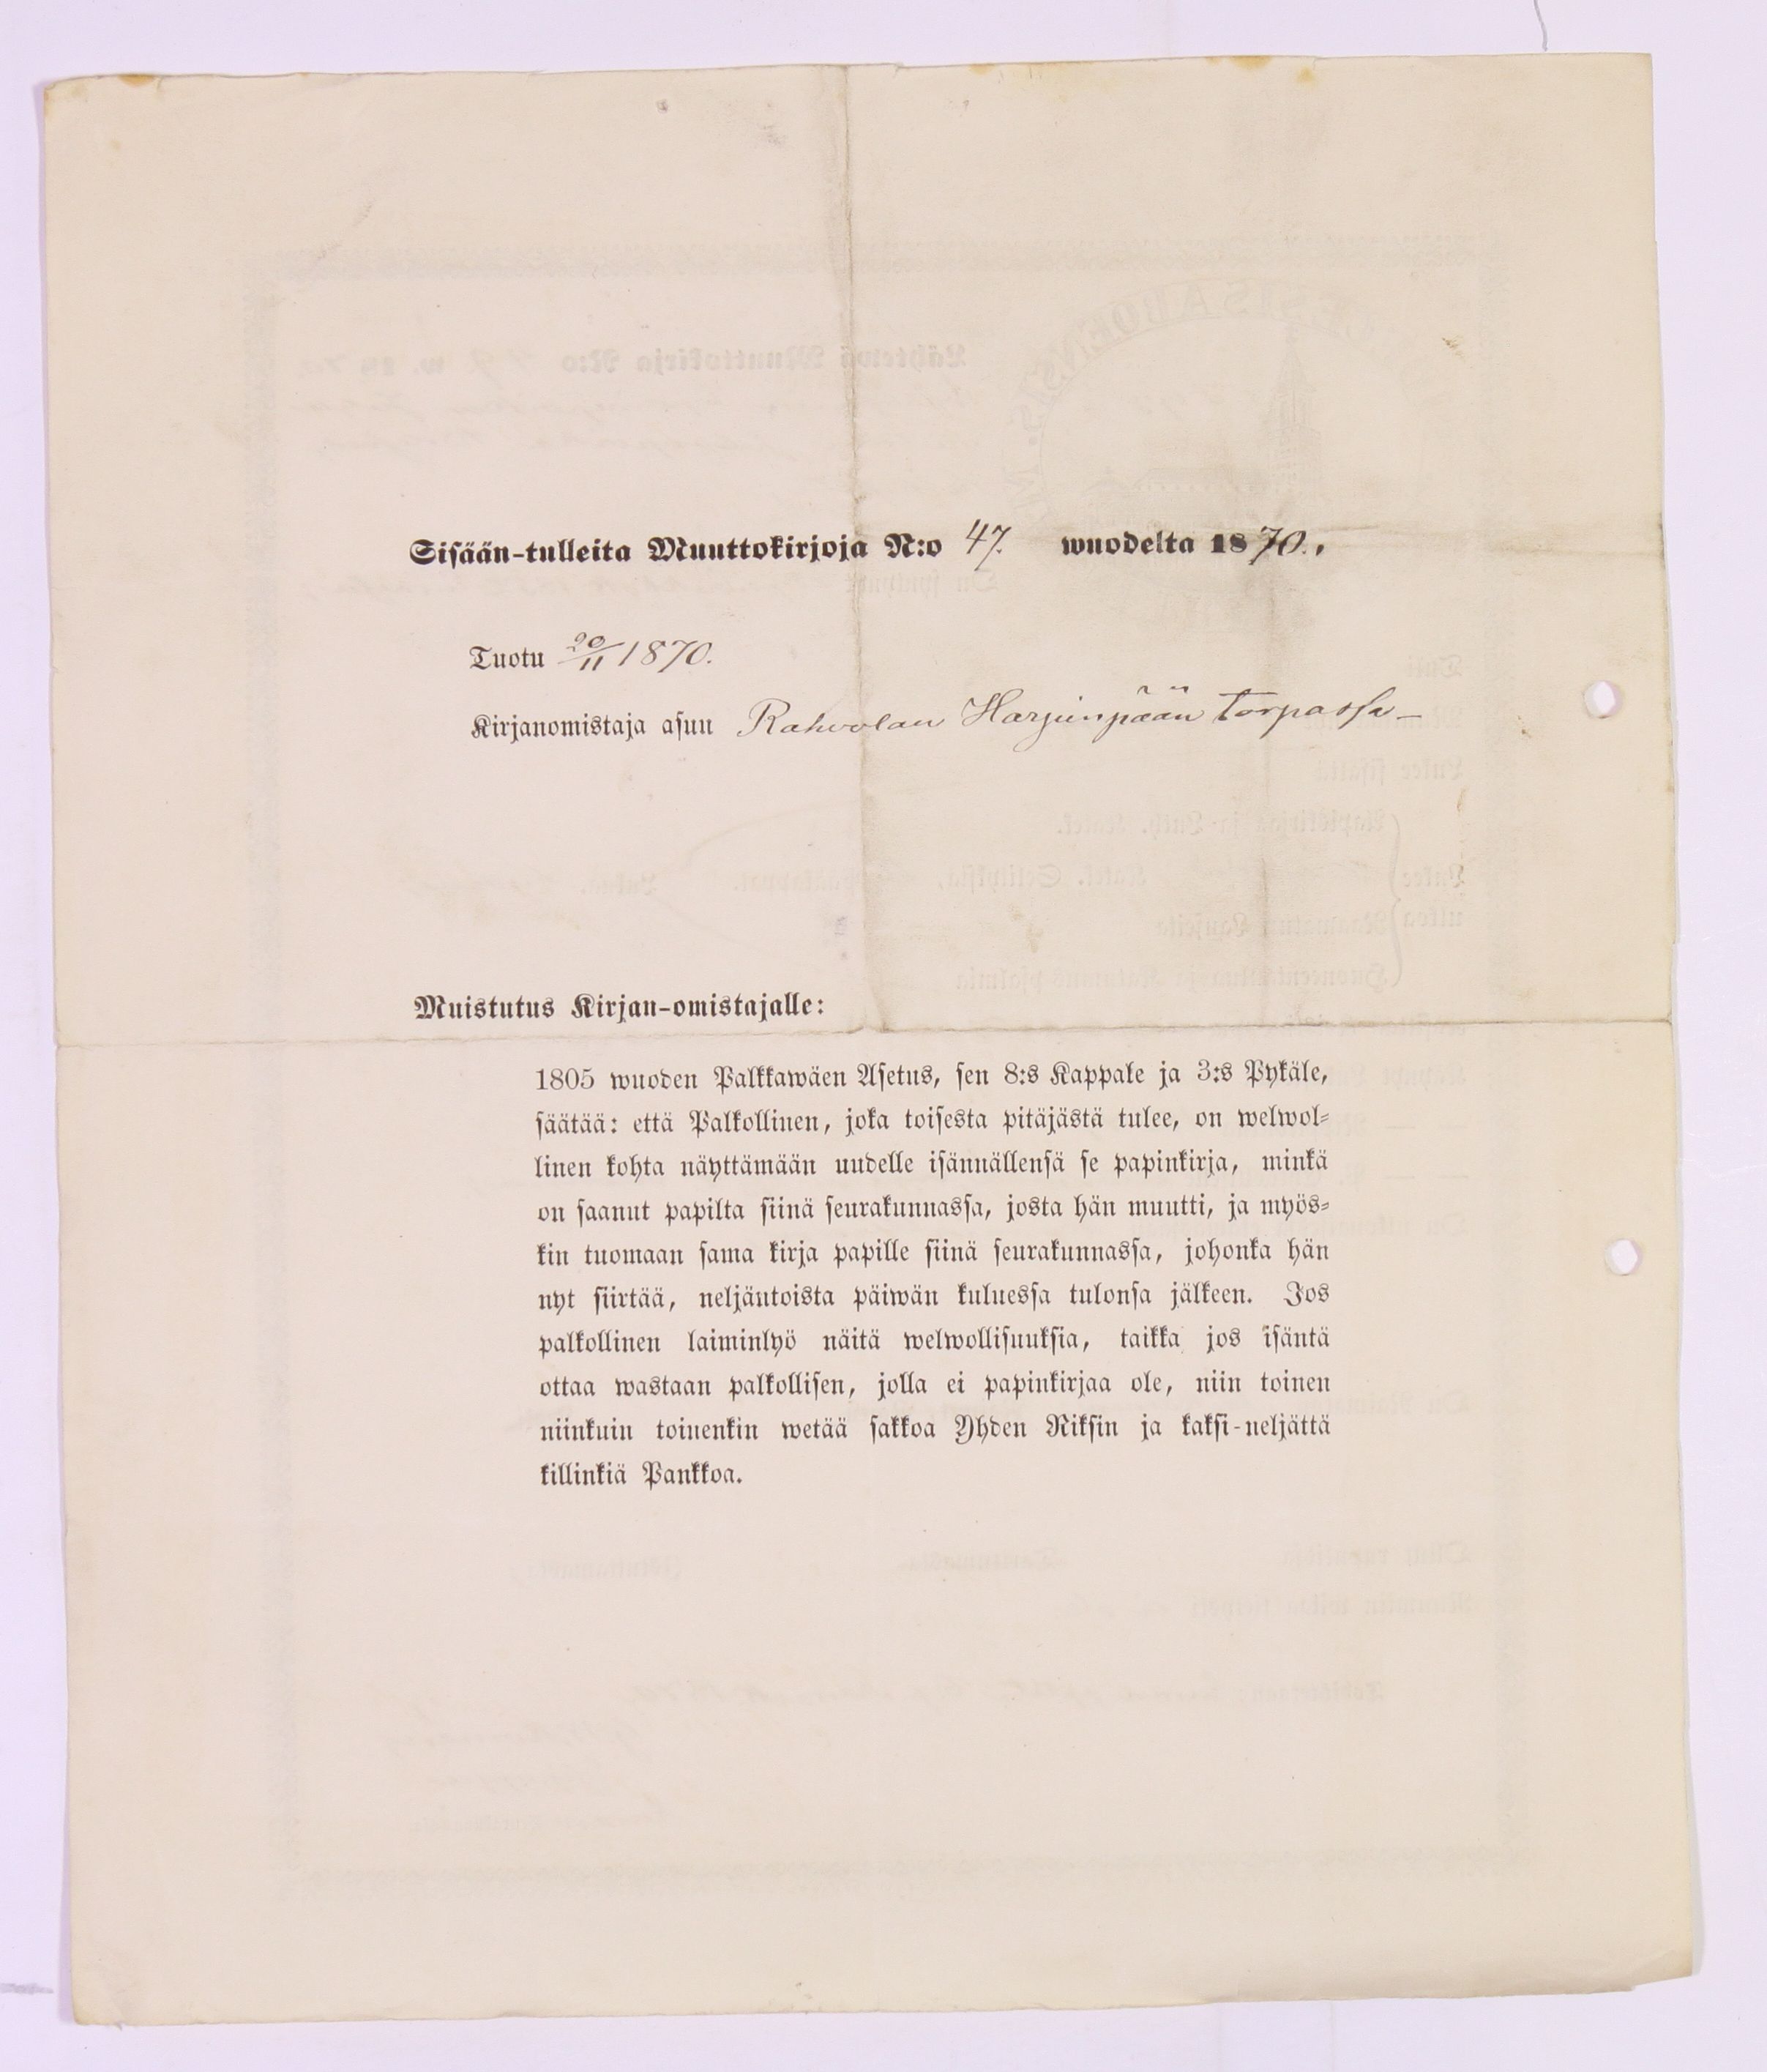 Sisään-tulleita Muuttokirjoja N:o 47. wuodelta 1870.
Tuotu 20/11 1870.
Kirjanomistaja asuu Rahvolan Harjunpään torpassa –
Muistutus Kirjan-omistajalle:
1805 wuoden Palkkawäen Asetus, sen 8:s Kappale ja 3:s Pykäle,
säätää: että Palkollinen, joka toisesta pitäjästä tulee, on welwol-
linen kohta näyttämään uudelle isännällensä se papinkirja, minkä
on saanut papilta siinä seurakunnassa, josta hän muutti, ja myös-
kin tuomaan sama kirja papille siinä seurakunnassa, johonka hän
nyt siirtää, neljäntoista päiwän kuluessa tulonsa jälkeen. Jos
palkollinen laiminlyö näitä welwollisuuksia, taikka jos isäntä
ottaa wastaan palkollisen, jolla ei papinkirjaa ole, niin toinen
niinkuin toinenkin wetää sakkoa Yhden Riksin ja kaksi-neljättä
killinkiä Pankkoa.